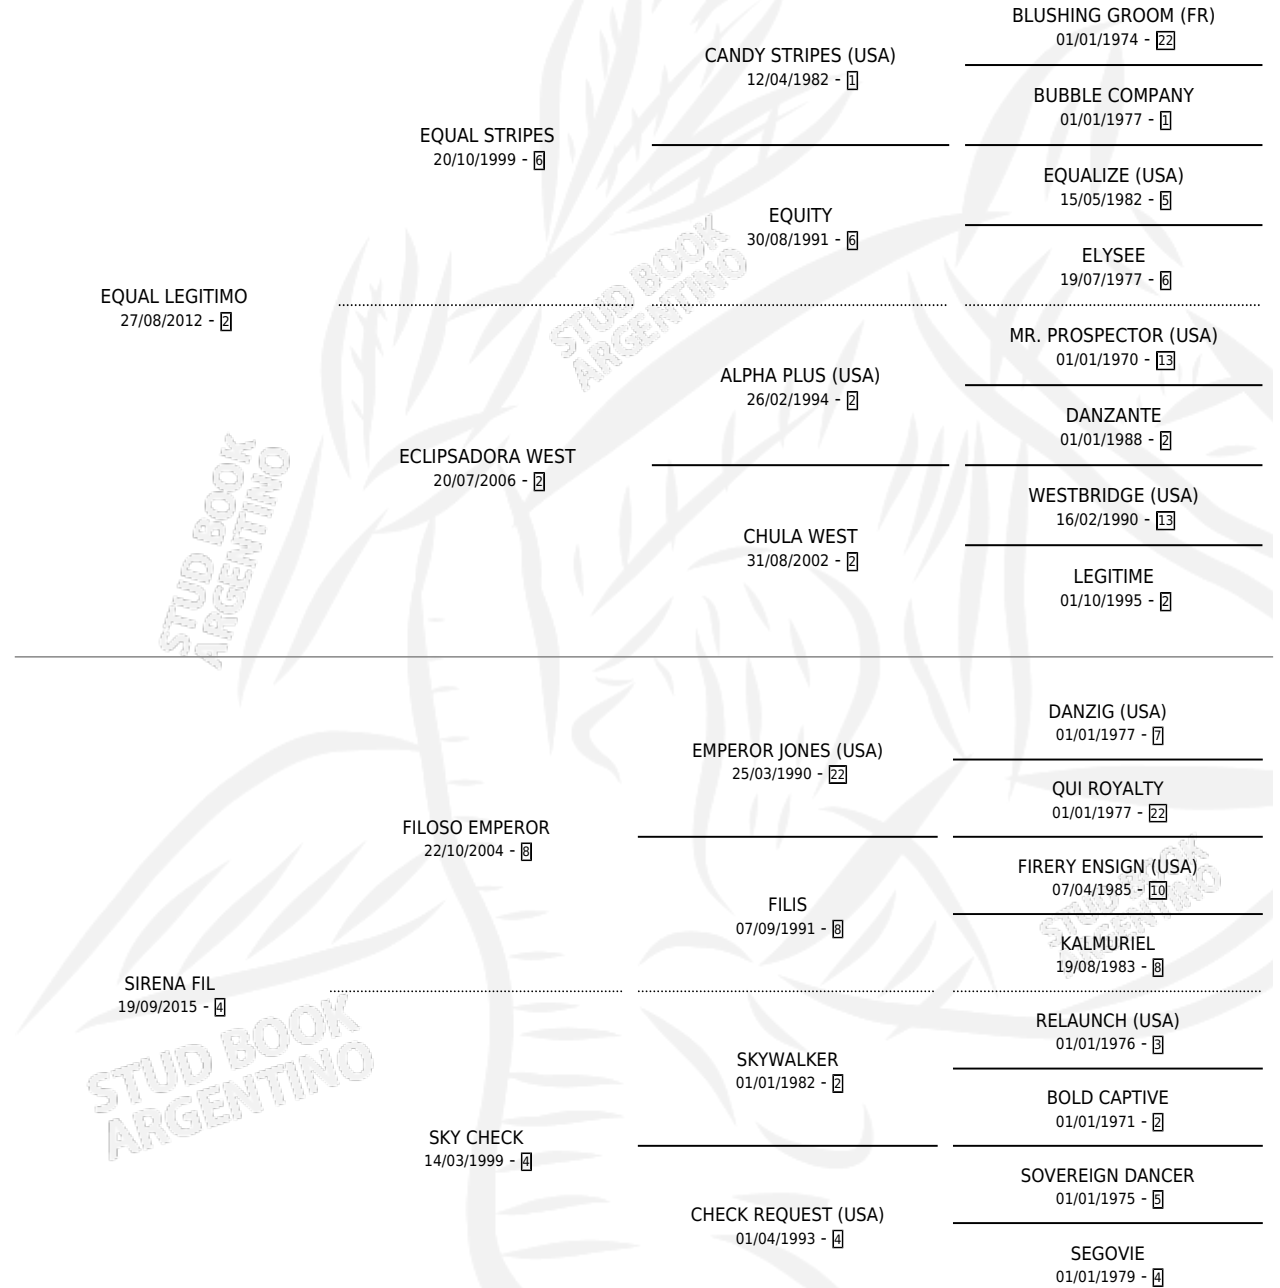 BLUSHING GROOM (FR)
01/01/1974 - 22
CANDY STRIPES (USA)
12/04/1982 - 1
BUBBLE COMPANY
01/01/1977 - 1
EQUAL STRIPES
20/10/1999 - 6
EQUALIZE (USA)
15/05/1982 - 5
EQUITY
30/08/1991 - 6
ELYSEE
19/07/1977 - 6
EQUAL LEGITIMO
27/08/2012 - 2
MR. PROSPECTOR (USA)
01/01/1970 - 13
ALPHA PLUS (USA)
26/02/1994 - 2
DANZANTE
01/01/1988 - 2
ECLIPSADORA WEST
20/07/2006 - 2
WESTBRIDGE (USA)
16/02/1990 - 13
CHULA WEST
31/08/2002 - 2
LEGITIME
01/10/1995 - 2
STUD BOOK
ARGENTINO
STUD BOOK
ARGENTINO
DANZIG (USA)
01/01/1977 - 7
EMPEROR JONES (USA)
25/03/1990 - 22
QUI ROYALTY
01/01/1977 - 22
FILOSO EMPEROR
22/10/2004 - 8
FIRERY ENSIGN (USA)
07/04/1985 - 10
FILIS
07/09/1991 - 8
KALMURIEL
19/08/1983 - 8
SIRENA FIL
19/09/2015 - 4
RELAUNCH (USA)
01/01/1976 - 3
SKYWALKER
01/01/1982 - 2
BOLD CAPTIVE
01/01/1971 - 2
SKY CHECK
14/03/1999 - 4
SOVEREIGN DANCER
01/01/1975 - 5
CHECK REQUEST (USA)
01/04/1993 - 4
SEGOVIE
01/01/1979 - 4
STUD BOOK
ARGENTINO
STUD BOOK
ARGENTINO